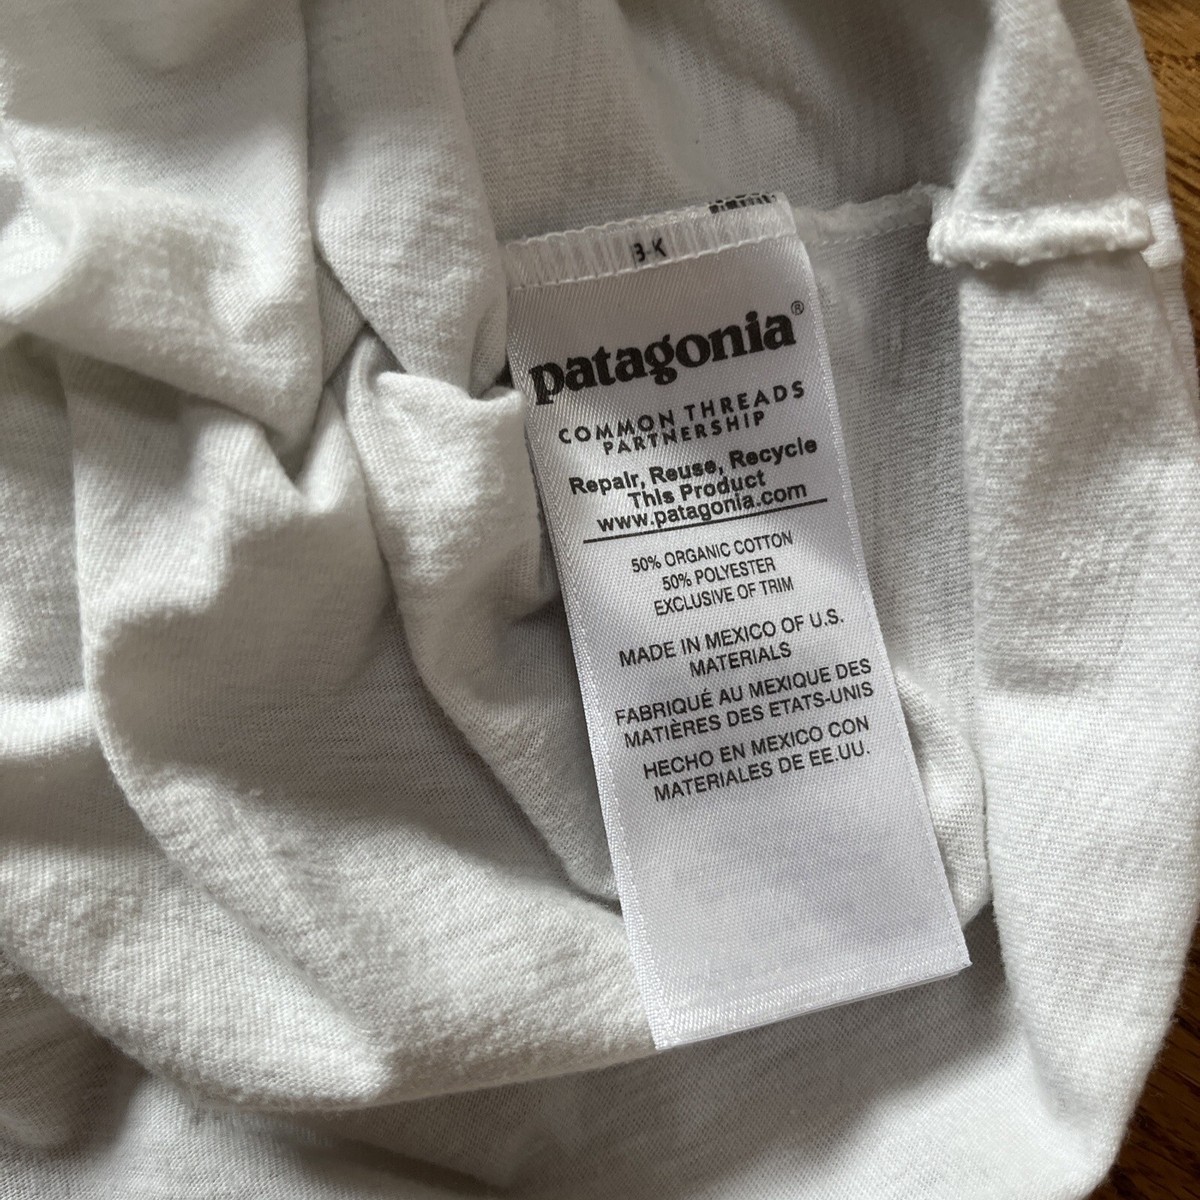 3-K
patagonia®
COMMON THREADS
PARTNERSHIP
Repair, Reuse, Recycle
This Product
www.patagonia.com
50% ORGANIC COTTON
50% POLYESTER
EXCLUSIVE OF TRIM
MADE IN MEXICO OF U.S.
MATERIALS
FABRIQUÉ AU MEXIQUE DES
MATIÈRES DES ETATS-UNIS
HECHO EN MEXICO CON
MATERIALES DE EE.UU.